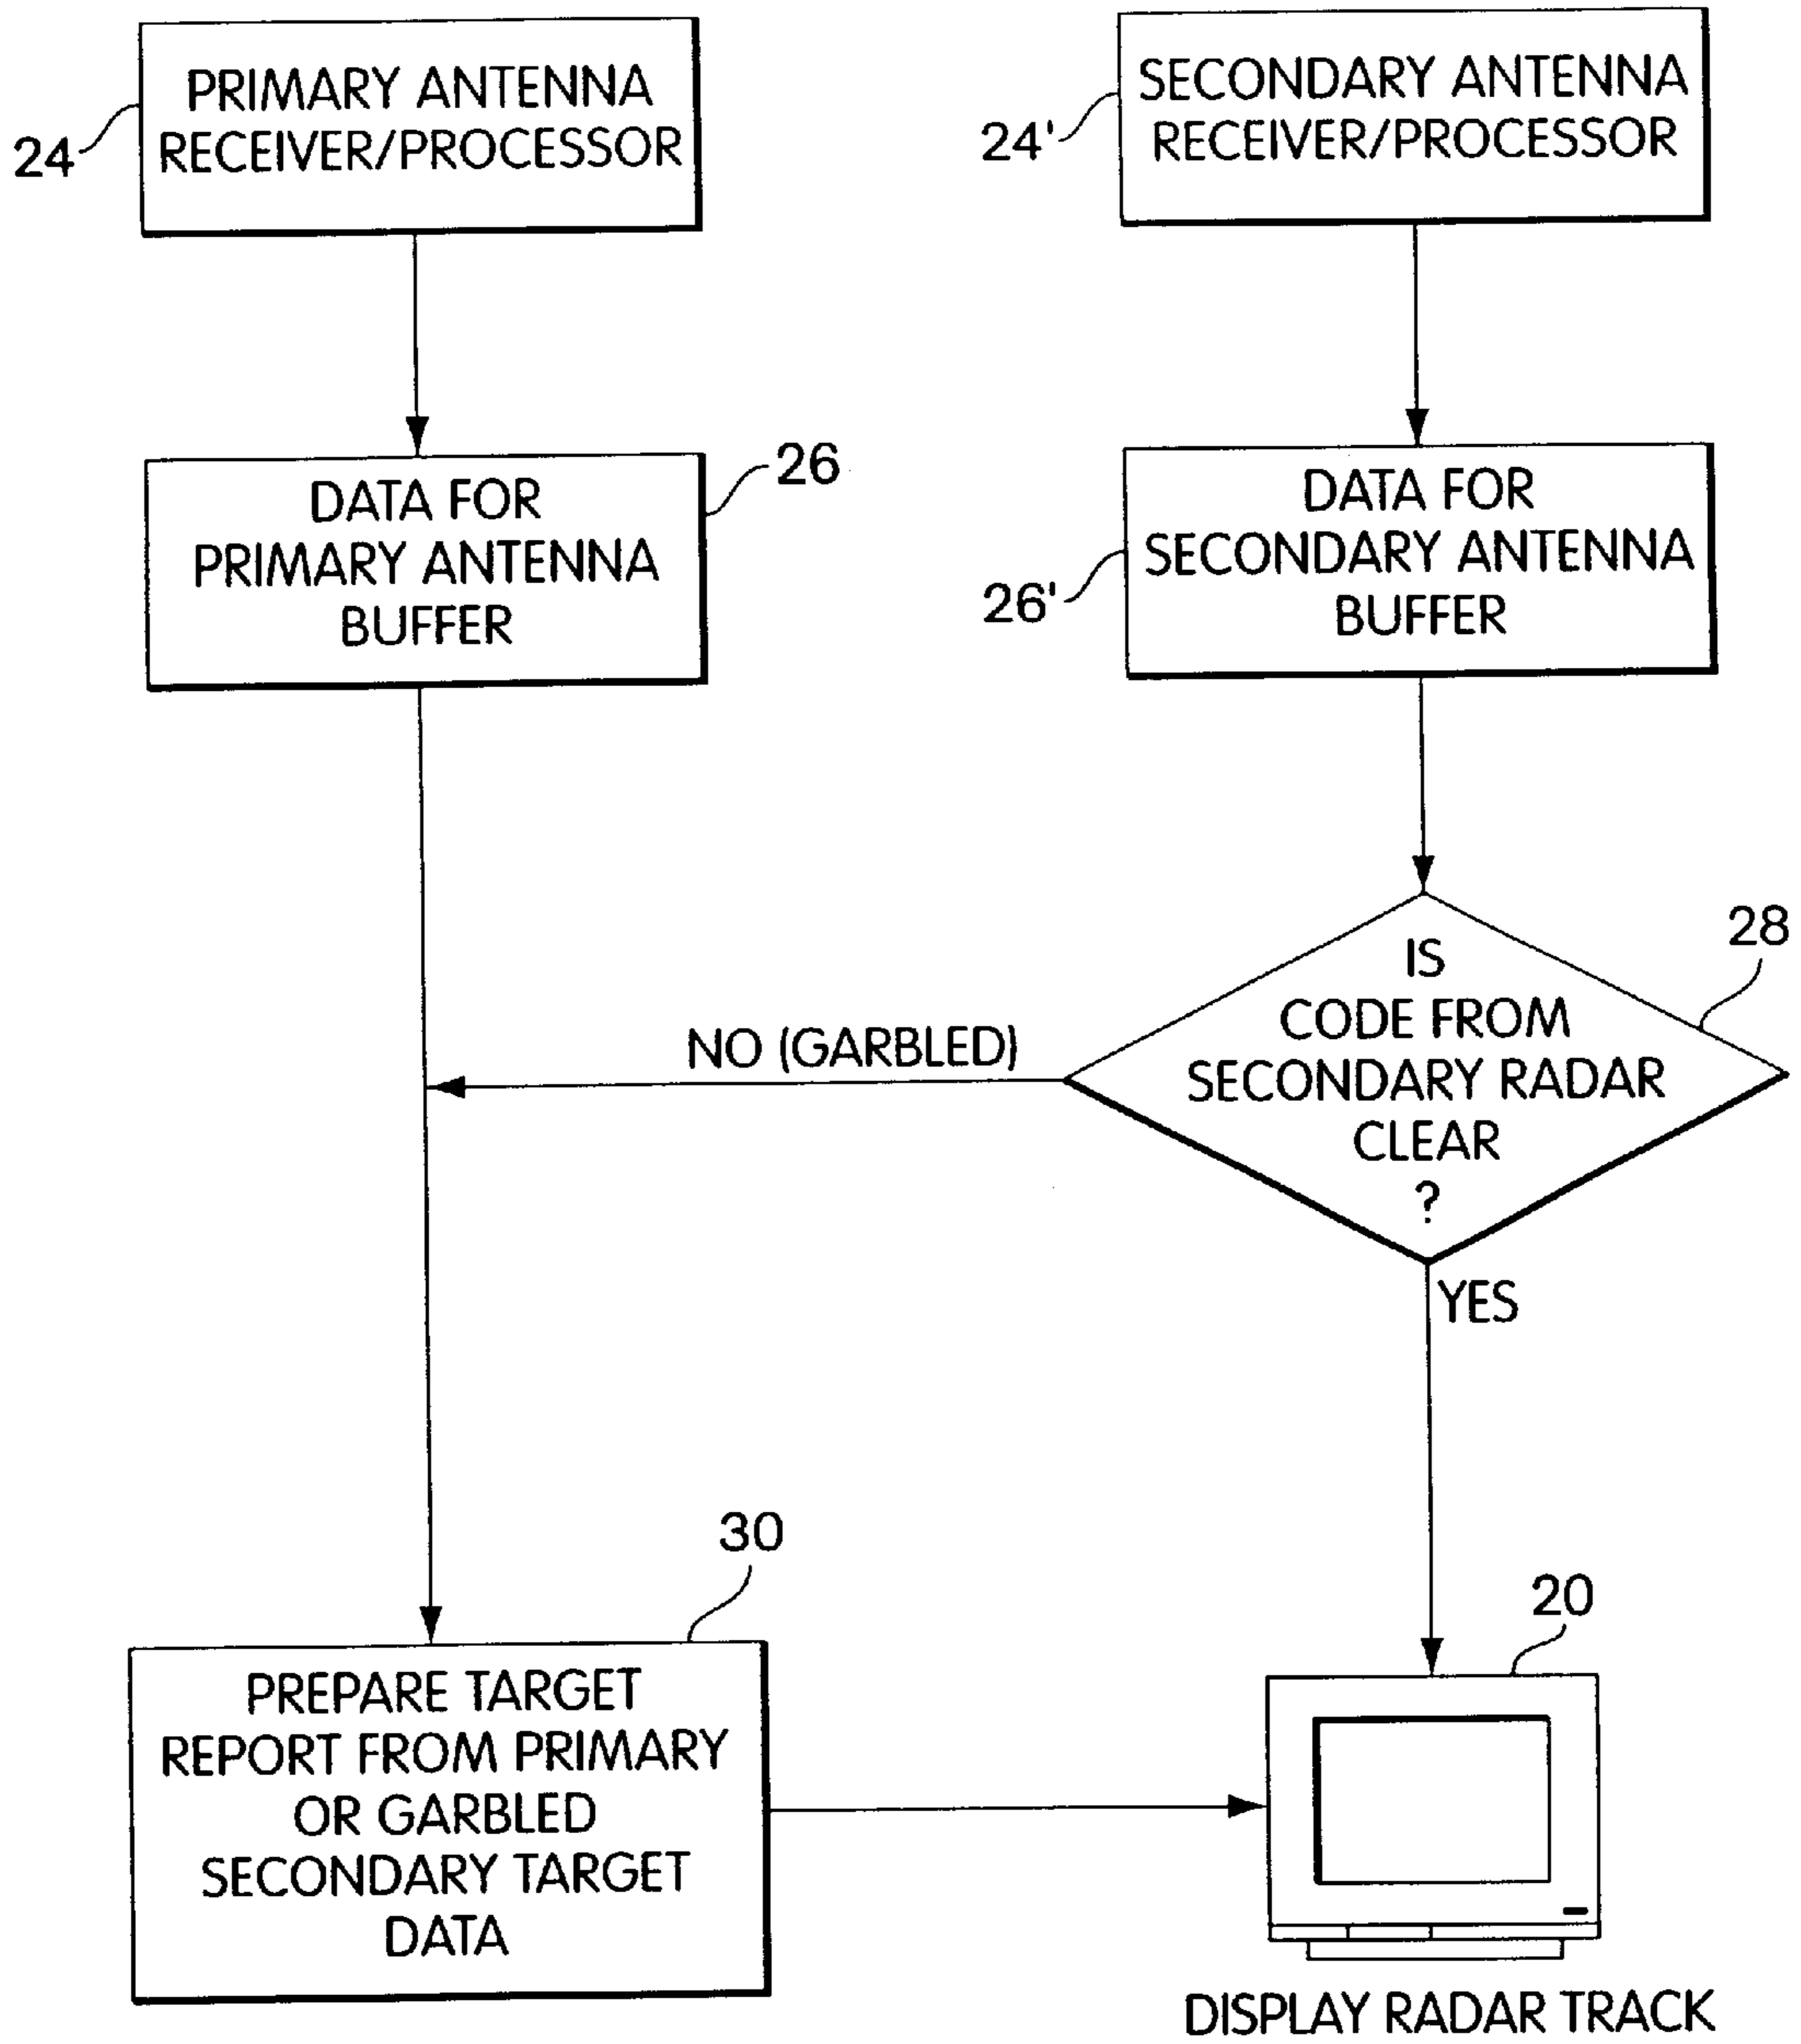 PRIMARY ANTENNA
RECEIVER/PROCESSOR
24
SECONDARY ANTENNA
RECEIVER/PROCESSOR
24'
DATA FOR
PRIMARY ANTENNA
BUFFER
26
DATA FOR
SECONDARY ANTENNA
BUFFER
26'
IS
CODE FROM
SECONDARY RADAR
CLEAR
?
28
NO (GARBLED)
YES
30
PREPARE TARGET
REPORT FROM PRIMARY
OR GARBLED
SECONDARY TARGET
DATA
20
DISPLAY RADAR TRACK